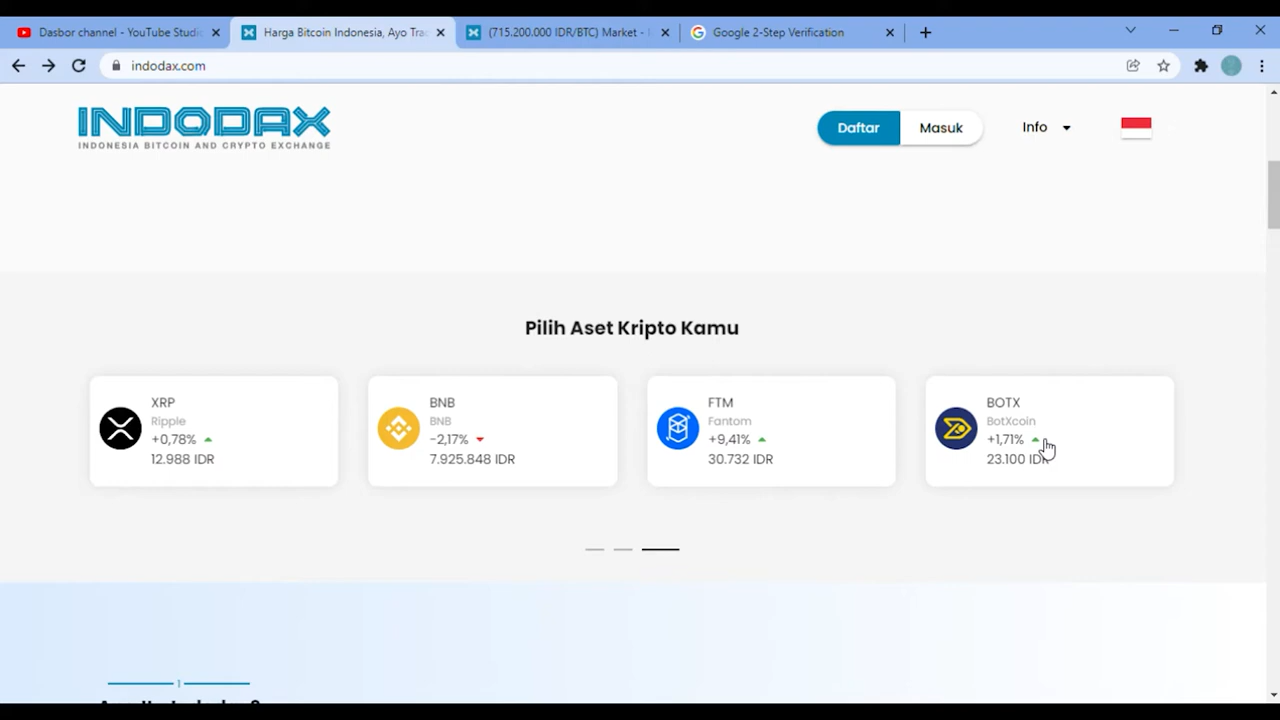 Dasbor channel - YouTube Studio
Harga Bitcoin Indonesia, Ayo Tra
(715.200.000 IDR/BTC) Market -
Google 2-Step Verification
indodax.com
INDODAX
INDONESIA BITCOIN AND CRYPTO EXCHANGE
Daftar
Masuk
Info
Pilih Aset Kripto Kamu
XRP
Ripple
+0,78%
12.988 IDR
BNB
BNB
-2,17%
7.925.848 IDR
FTM
Fantom
+9,41%
30.732 IDR
BOTX
BotXcoin
+1,71%
23.100 IDR